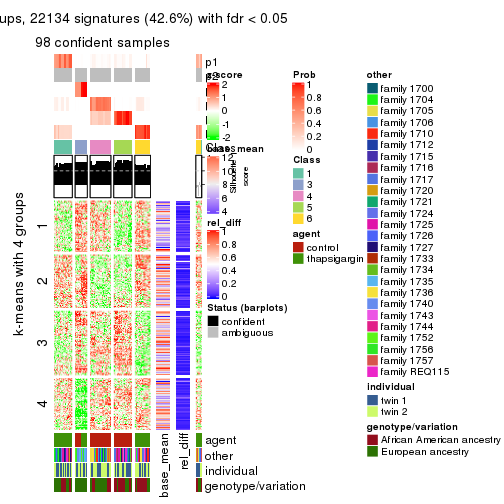 ups, 22134 signatures (42.6%) with fdr < 0.05
98 confident samples
p1
p2
Class
Silhouette
score
k-means with 4 groups
1
2
3
4
agent
other
individual
genotype/variation
base_mean
rel_diff
z-score
2
1
0
-1
-2
base_mean
12
10
8
6
4
rel_diff
1
0.8
0.6
0.4
0.2
0
Status (barplots)
confident
ambiguous
Prob
1
0.8
0.6
0.4
0.2
0
Class
1
3
4
5
6
agent
control
thapsigargin
other
family 1700
family 1704
family 1705
family 1706
family 1710
family 1712
family 1715
family 1716
family 1717
family 1720
family 1721
family 1724
family 1725
family 1726
family 1727
family 1733
family 1734
family 1735
family 1736
family 1740
family 1743
family 1744
family 1752
family 1756
family 1757
family REQ115
individual
twin 1
twin 2
genotype/variation
African American ancestry
European ancestry